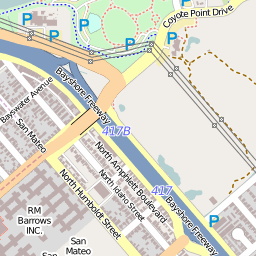 P
P
P
P
P
Coyote Point Drive
Bayshore Freeway
Bayswater Avenue
San Mateo
417B
North Amphlett Boulevard
North Idaho Street
North Humboldt Street
417
Bayshore Freeway
P
P
RM
Barrows
INC.
San
Mateo